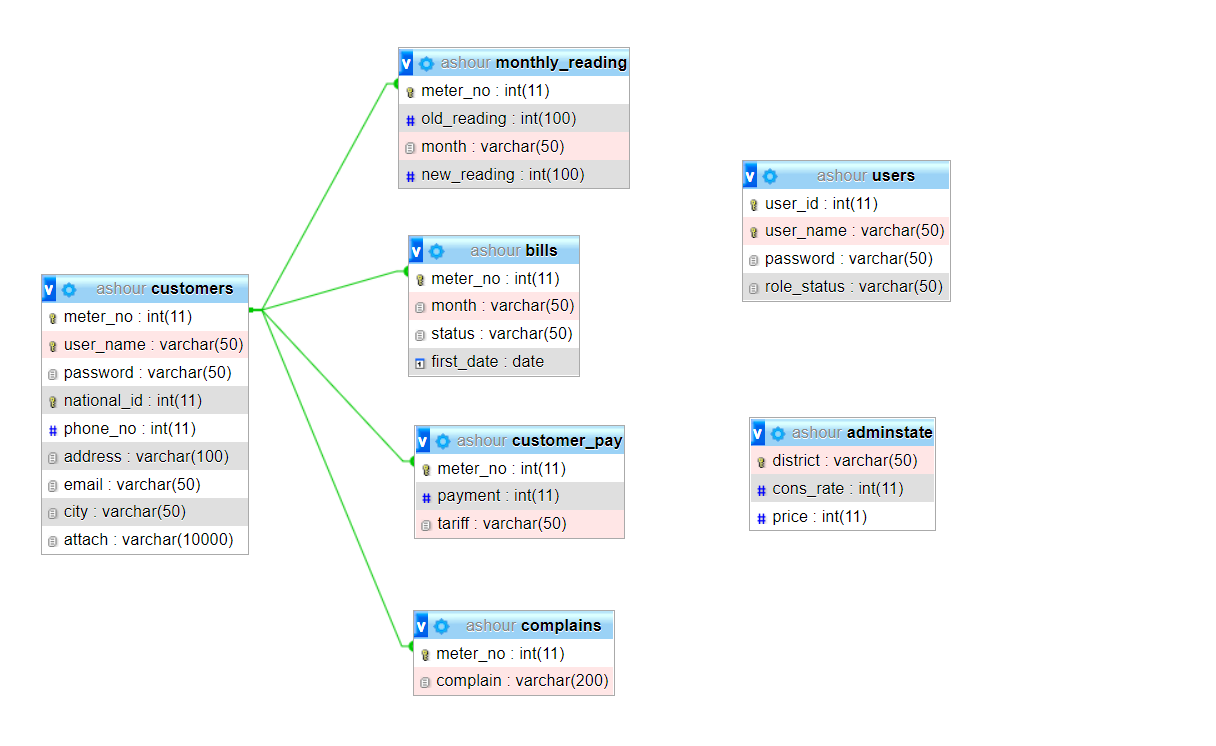 v ashour monthly_reading
meter_no : int(11)
# old_reading : int(100)
month : varchar(50)
# new_reading : int(100)
v ashour bills
meter_no : int(11)
month : varchar(50)
status : varchar(50)
first_date : date
v ashour customers
meter_no : int(11)
user_name : varchar(50)
password : varchar(50)
national_id : int(11)
# phone_no : int(11)
address : varchar(100)
email : varchar(50)
city : varchar(50)
attach : varchar(10000)
v ashour customer_pay
meter_no : int(11)
# payment : int(11)
tariff : varchar(50)
v ashour complains
meter_no : int(11)
complain : varchar(200)
v ashour users
user_id : int(11)
user_name : varchar(50)
password : varchar(50)
role_status : varchar(50)
v ashour adminstate
district : varchar(50)
# cons_rate : int(11)
# price : int(11)